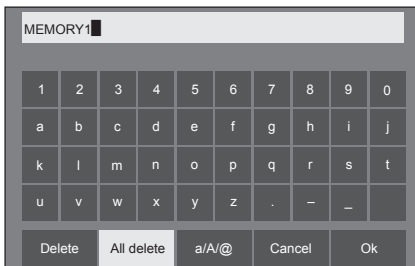 MEMORY1
1 2 3 4 5 6 7 8 9 0
a b c d e f g h i j
k l m n o p q r s t
u v w x y z . – _
Delete All delete a/A/@ Cancel Ok